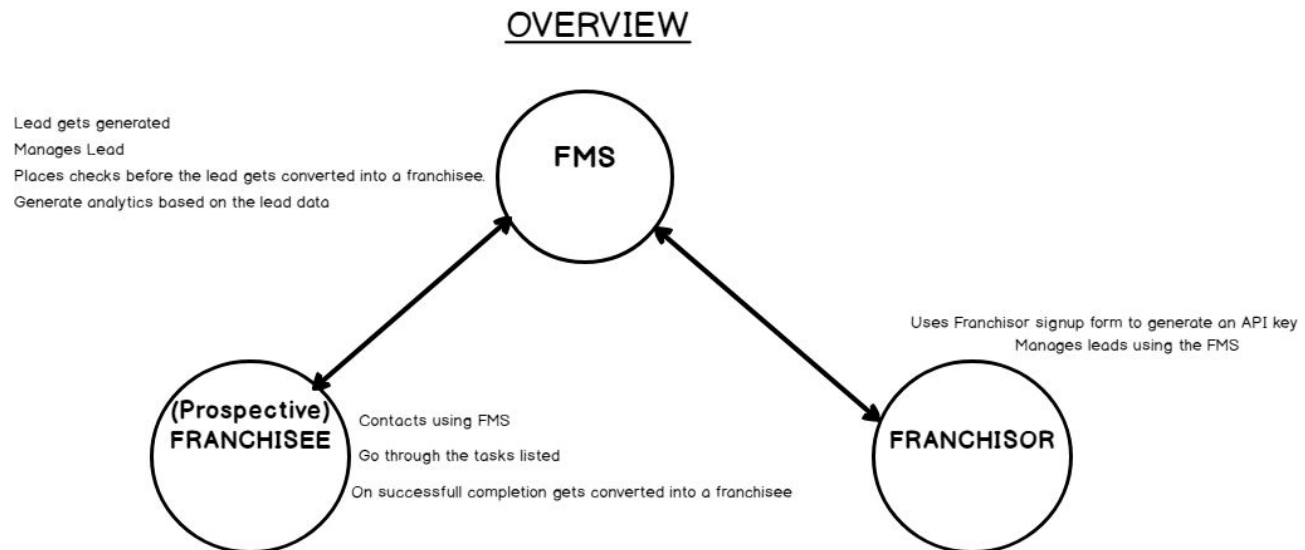 OVERVIEW
Lead gets generated
Manages Lead
Places checks before the lead gets converted into a franchisee.
Generate analytics based on the lead data
FMS
Uses Franchisor signup form to generate an API key
Manages leads using the FMS
(Prospective)
FRANCHISEE
Contacts using FMS
Go through the tasks listed
On successfull completion gets converted into a franchisee
FRANCHISOR